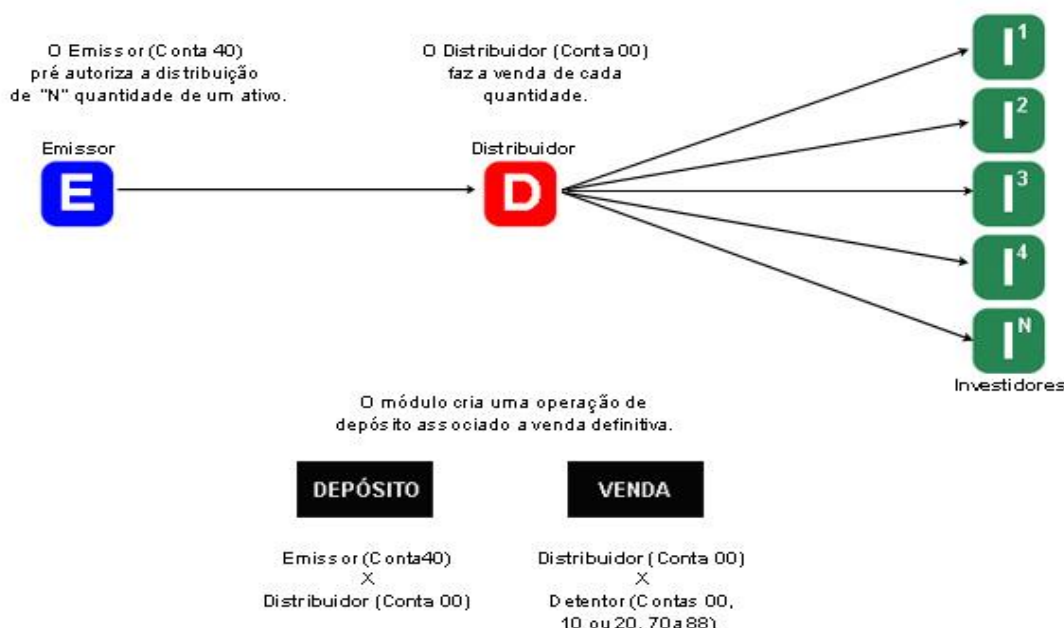 O Emissor (Conta 40)
pré autoriza a distribuição
de "N" quantidade de um ativo.
O Distribuidor (Conta 00)
faz a venda de cada
quantidade.
Emissor
E
Distribuidor
D
I1
I2
I3
I4
IN
Investidores
O módulo cria uma operação de
depósito associado a venda definitiva.
DEPÓSITO
VENDA
Emissor (Conta40)
X
Distribuidor (Conta 00)
Distribuidor (Conta 00)
X
Detentor (Contas 00,
10 ou 20, 70a 88)